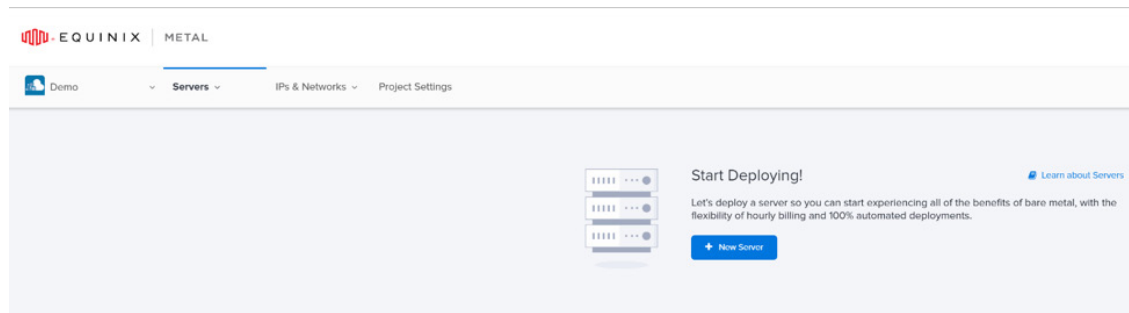 EQUINIX METAL
Demo Servers IPs & Networks Project Settings
Start Deploying! Learn about Servers
Let's deploy a server so you can start experiencing all of the benefits of bare metal, with the
flexibility of hourly billing and 100% automated deployments.
+ New Server